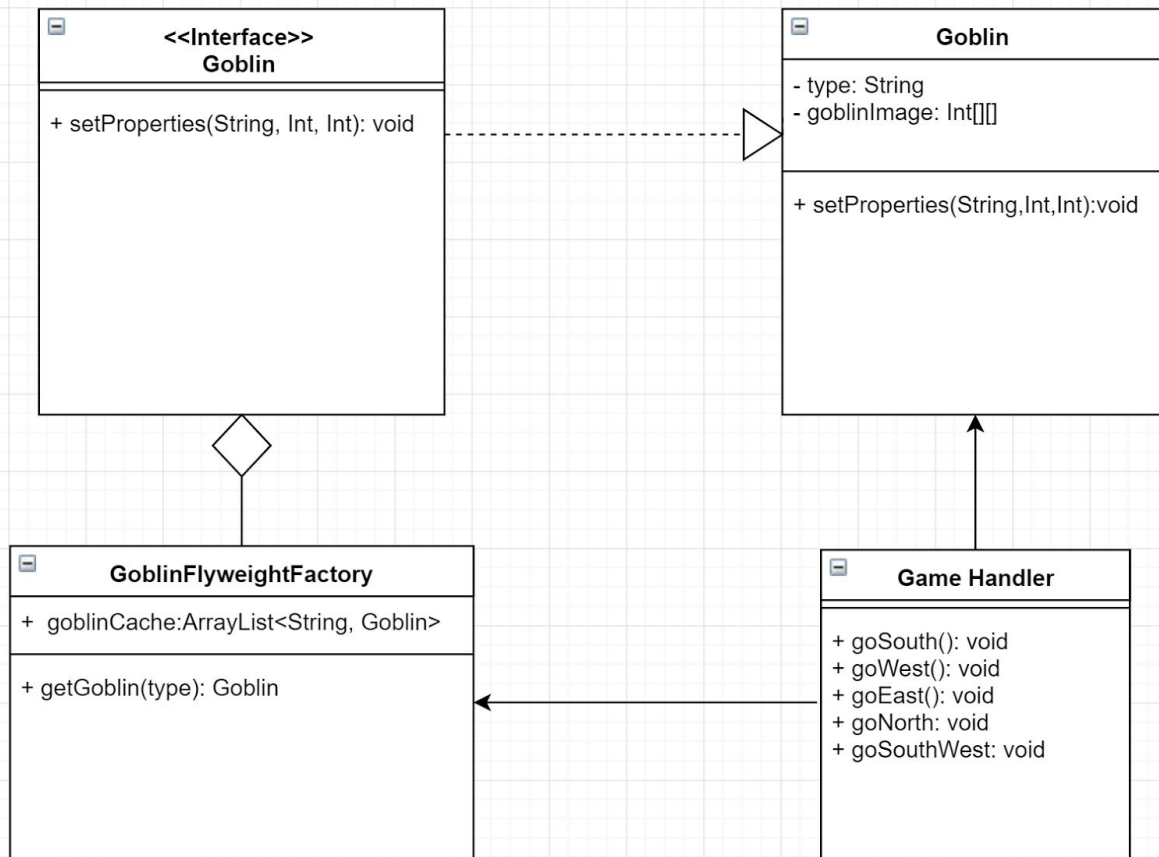 <<Interface>>
Goblin
+ setProperties(String, Int, Int): void
Goblin
- type: String
- goblinImage: Int[][]
+ setProperties(String,Int,Int):void
GoblinFlyweightFactory
+ goblinCache:ArrayList<String, Goblin>
+ getGoblin(type): Goblin
Game Handler
+ goSouth(): void
+ goWest(): void
+ goEast(): void
+ goNorth: void
+ goSouthWest: void